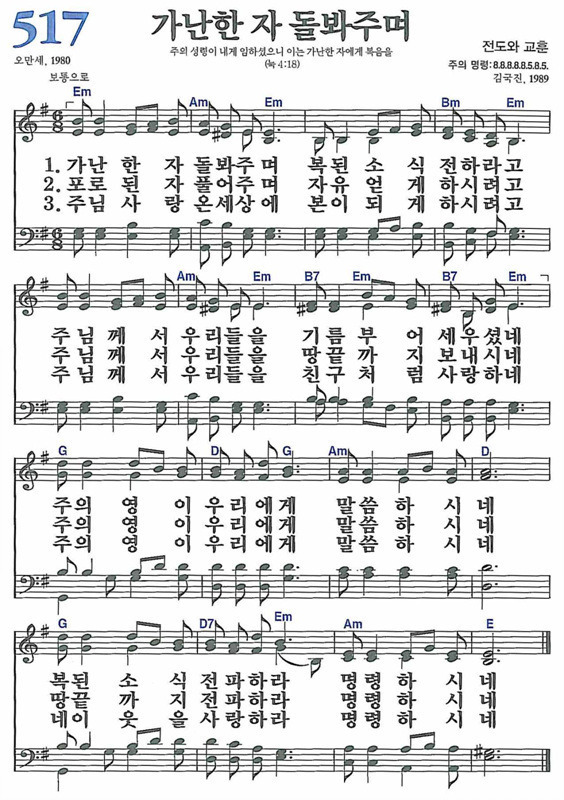 517
가난한 자 돌봐주며
주의 성령이 내게 임하셨으니 이는 가난한 자에게 복음을
(눅 4:18)
오만세, 1980
보통으로
전도와 교훈
주의 명령:8.8.8.8.8.5.8.5.
김국진, 1989
Em Am Em Bm Em
1. 가난 한 자 돌봐주며 복된 소 식 전하라고
2. 포로 된 자 풀어주며 자유 얻 게 하시려고
3. 주님 사 랑 온세상에 본이 되 게 하시려고
Am Em B7 Em B7 Em
주 님 께 서 우리들을 기 름 부 어 세우셨네
주 님 께 서 우리들을 땅 끝 까 지 보내시네
주 님 께 서 우리들을 친 구 처 럼 사랑하네
G D G Am D
주의 영 이 우 리 에게 말씀 하 시 네
주의 영 이 우 리 에게 말씀 하 시 네
주의 영 이 우 리 에게 말씀 하 시 네
G D7 Em Am E
복된 소 식 전 파 하라 명령 하 시 네
땅끝 까 지 전 파 하라 명령 하 시 네
네이 웃 을 사 랑 하라 명령 하 시 네